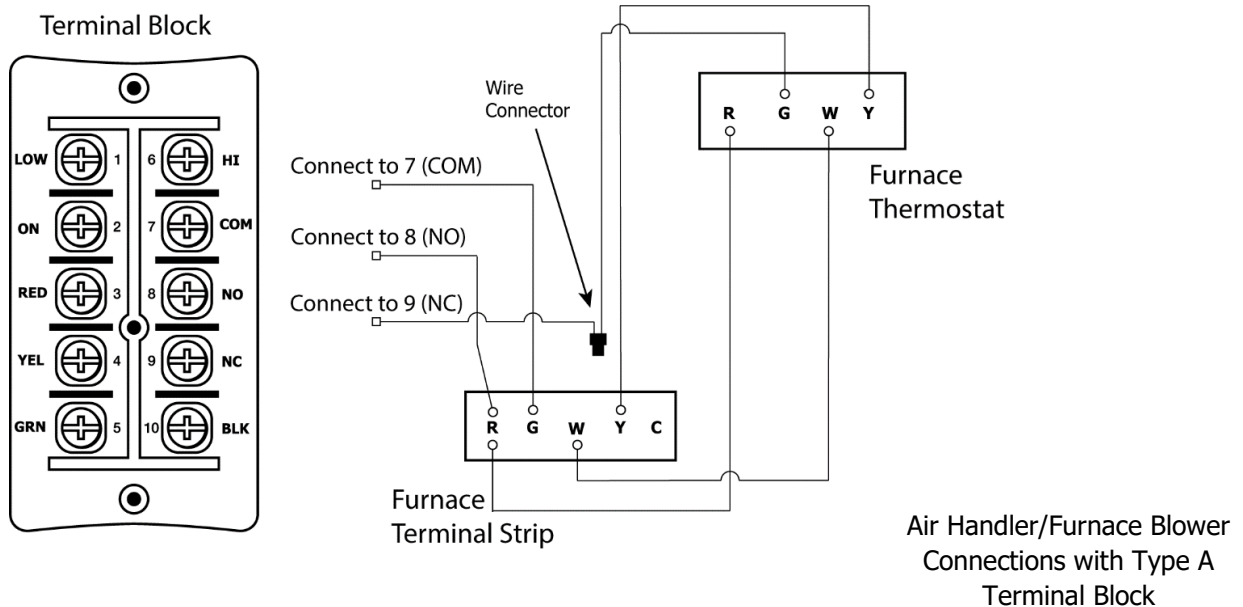 Terminal Block
LOW 1 6 HI
ON 2 7 COM
RED 3 8 NO
YEL 4 9 NC
GRN 5 10 BLK
Wire
Connector
Connect to 7 (COM)
Connect to 8 (NO)
Connect to 9 (NC)
R G W Y
Furnace
Thermostat
R G W Y C
Furnace
Terminal Strip
Air Handler/Furnace Blower
Connections with Type A
Terminal Block